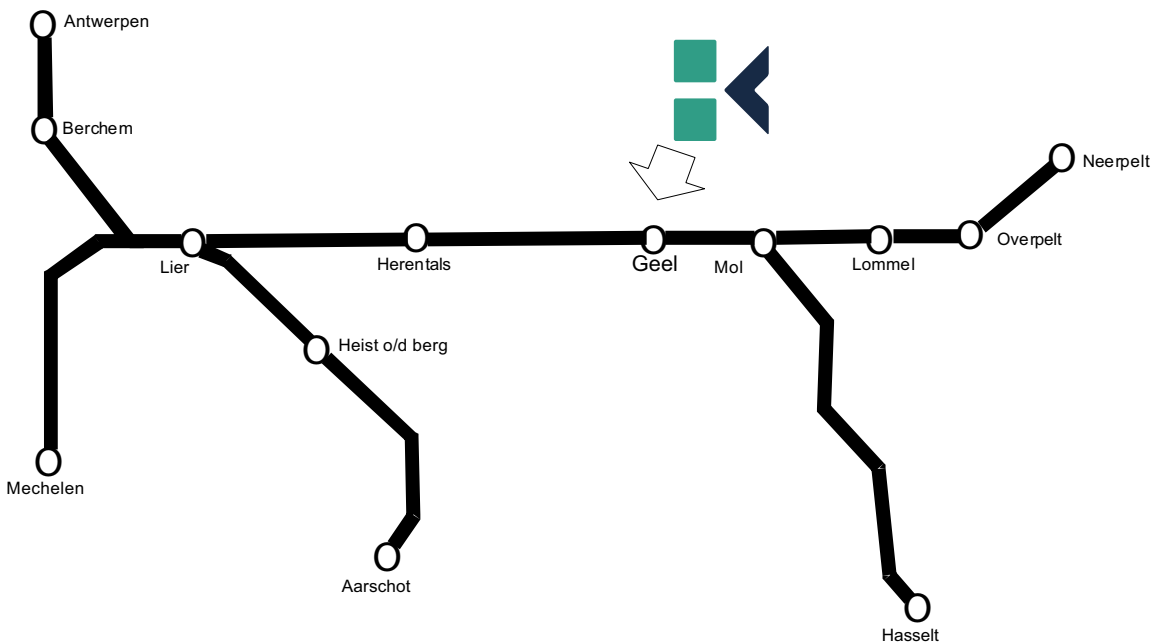 Antwerpen
Berchem
Neerpelt
Overpelt
Lier
Herentals
Geel
Mol
Lommel
Heist o/d berg
Mechelen
Aarschot
Hasselt